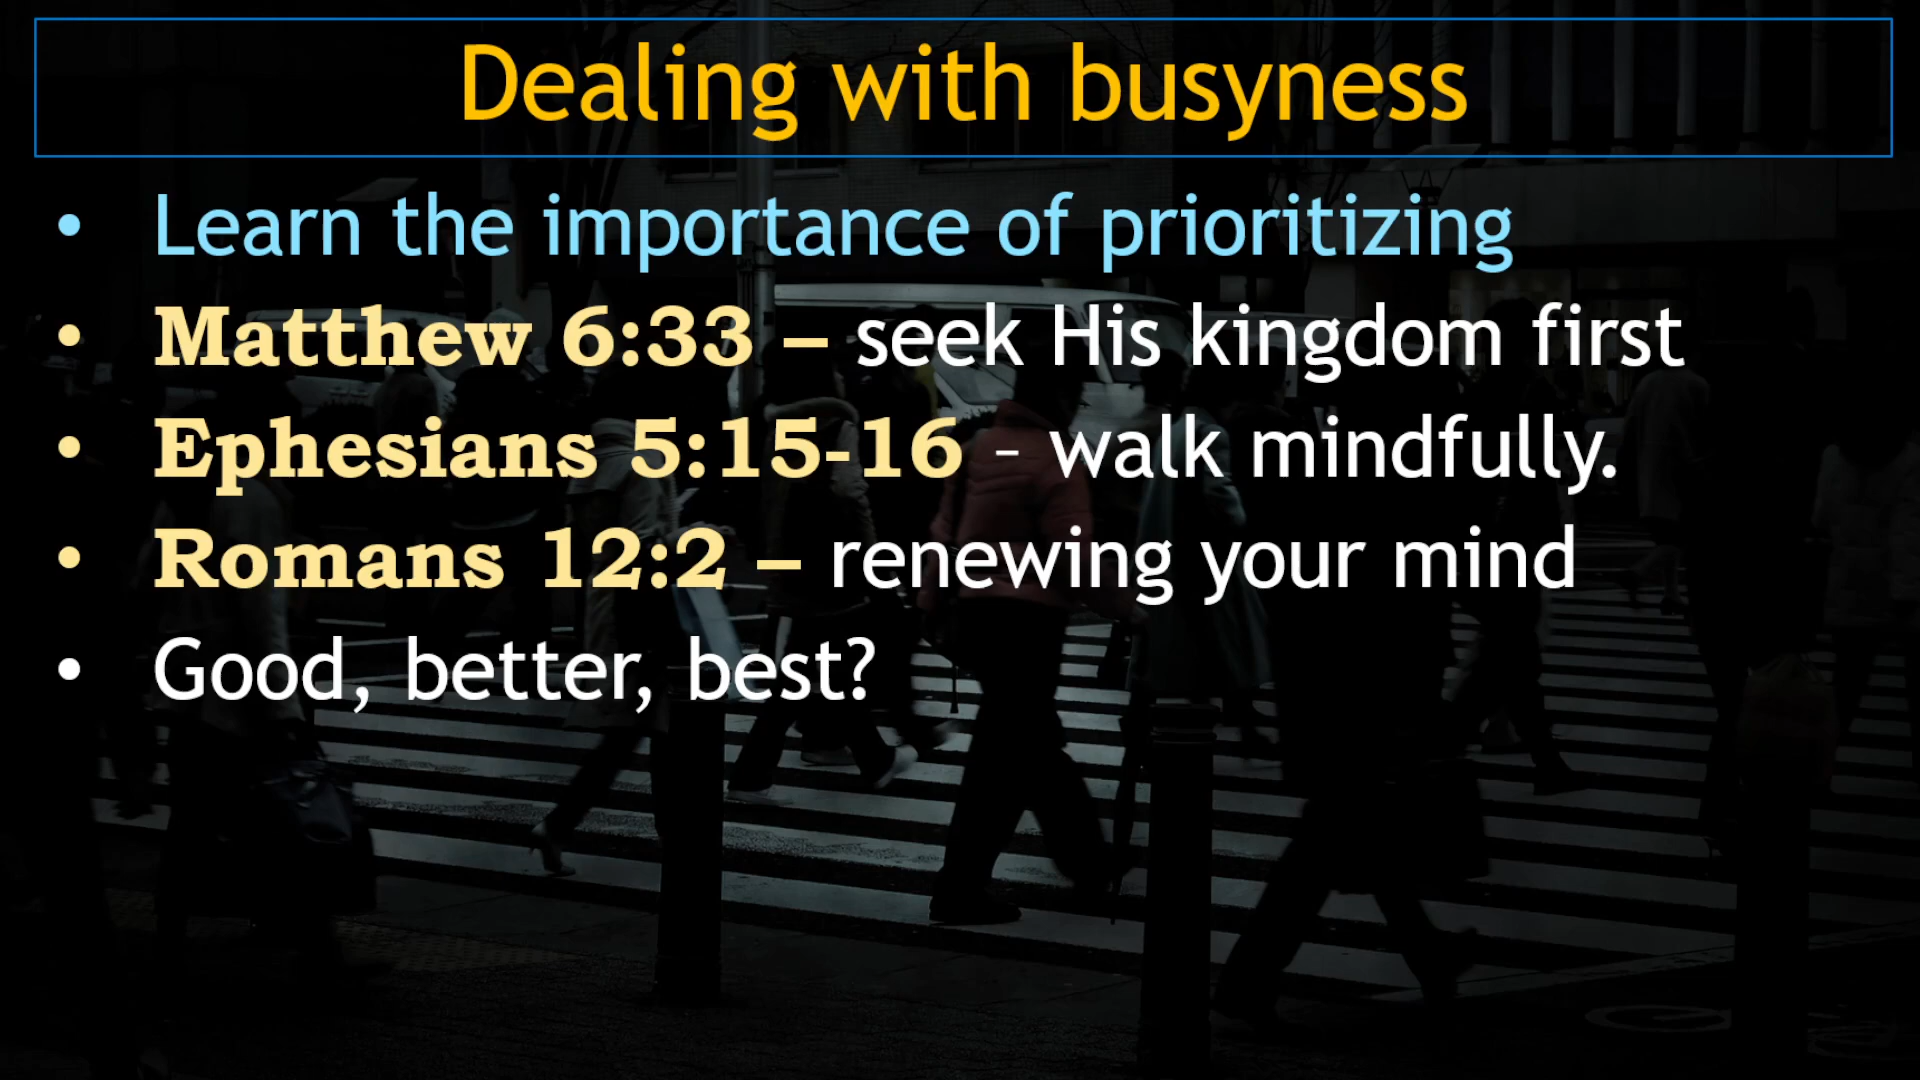 Dealing with busyness
• Learn the importance of prioritizing
• Matthew 6:33 – seek His kingdom first
• Ephesians 5:15-16 – walk mindfully.
• Romans 12:2 – renewing your mind
• Good, better, best?